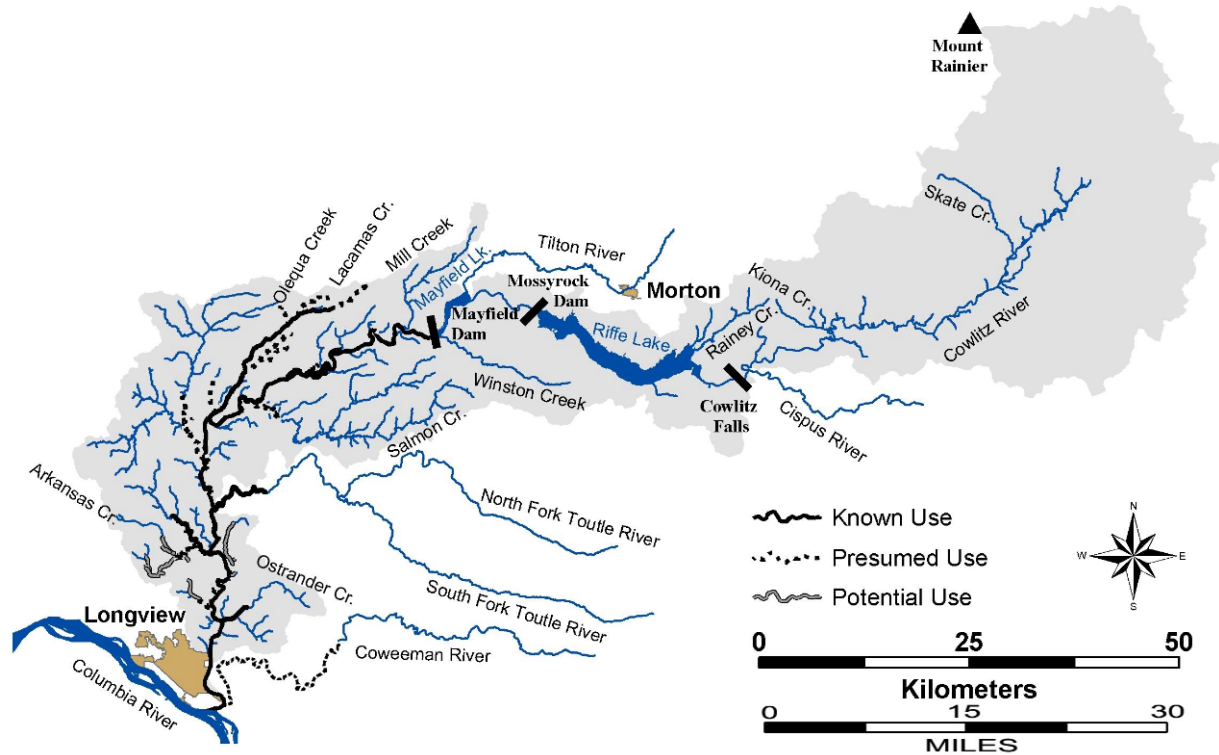 Mount
Rainier
Skate Cr.
Olequa Creek
Lacamas Cr.
Mill Creek
Mayfield Lk.
Tilton River
Mossyrock
Dam
Morton
Kiona Cr.
Mayfield
Dam
Riffe Lake
Rainey Cr.
Cowlitz River
Winston Creek
Cowlitz
Falls
Cispus River
Salmon Cr.
Arkansas Cr.
North Fork Toutle River
Ostrander Cr.
South Fork Toutle River
Longview
Coweeman River
Columbia River
Known Use
Presumed Use
Potential Use
N
W
E
S
0 25 50
Kilometers
0 15 30
MILES